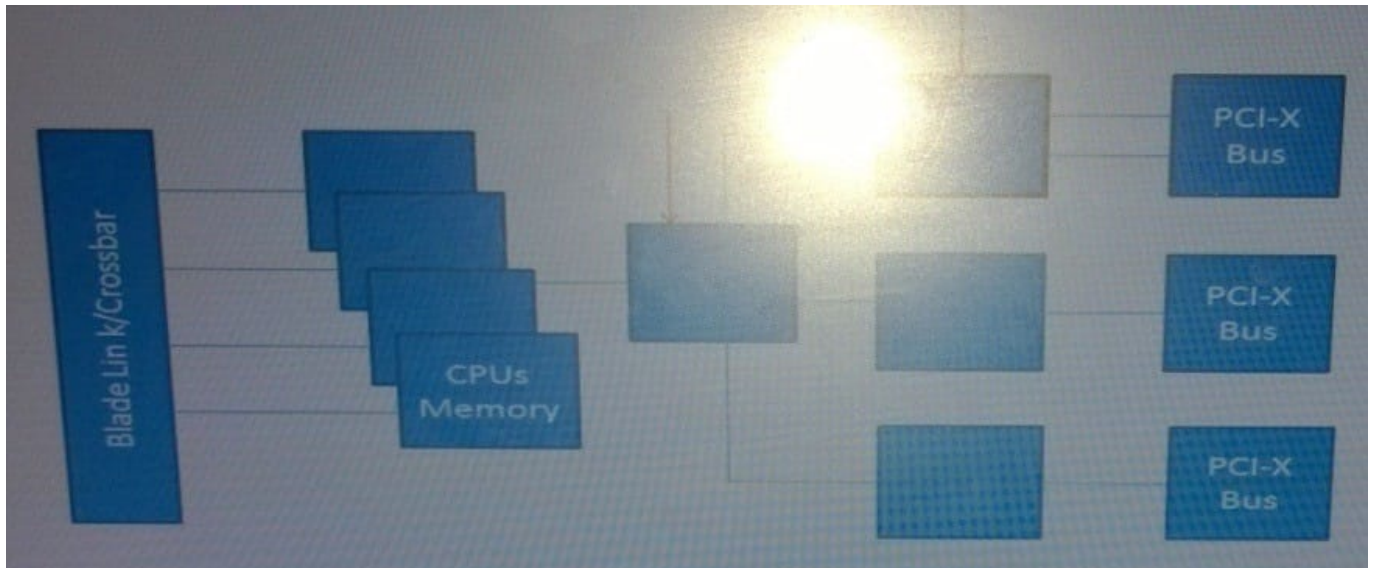 Blade Lin k/Crossbar
CPUs
Memory
PCI-X
Bus
PCI-X
Bus
PCI-X
Bus